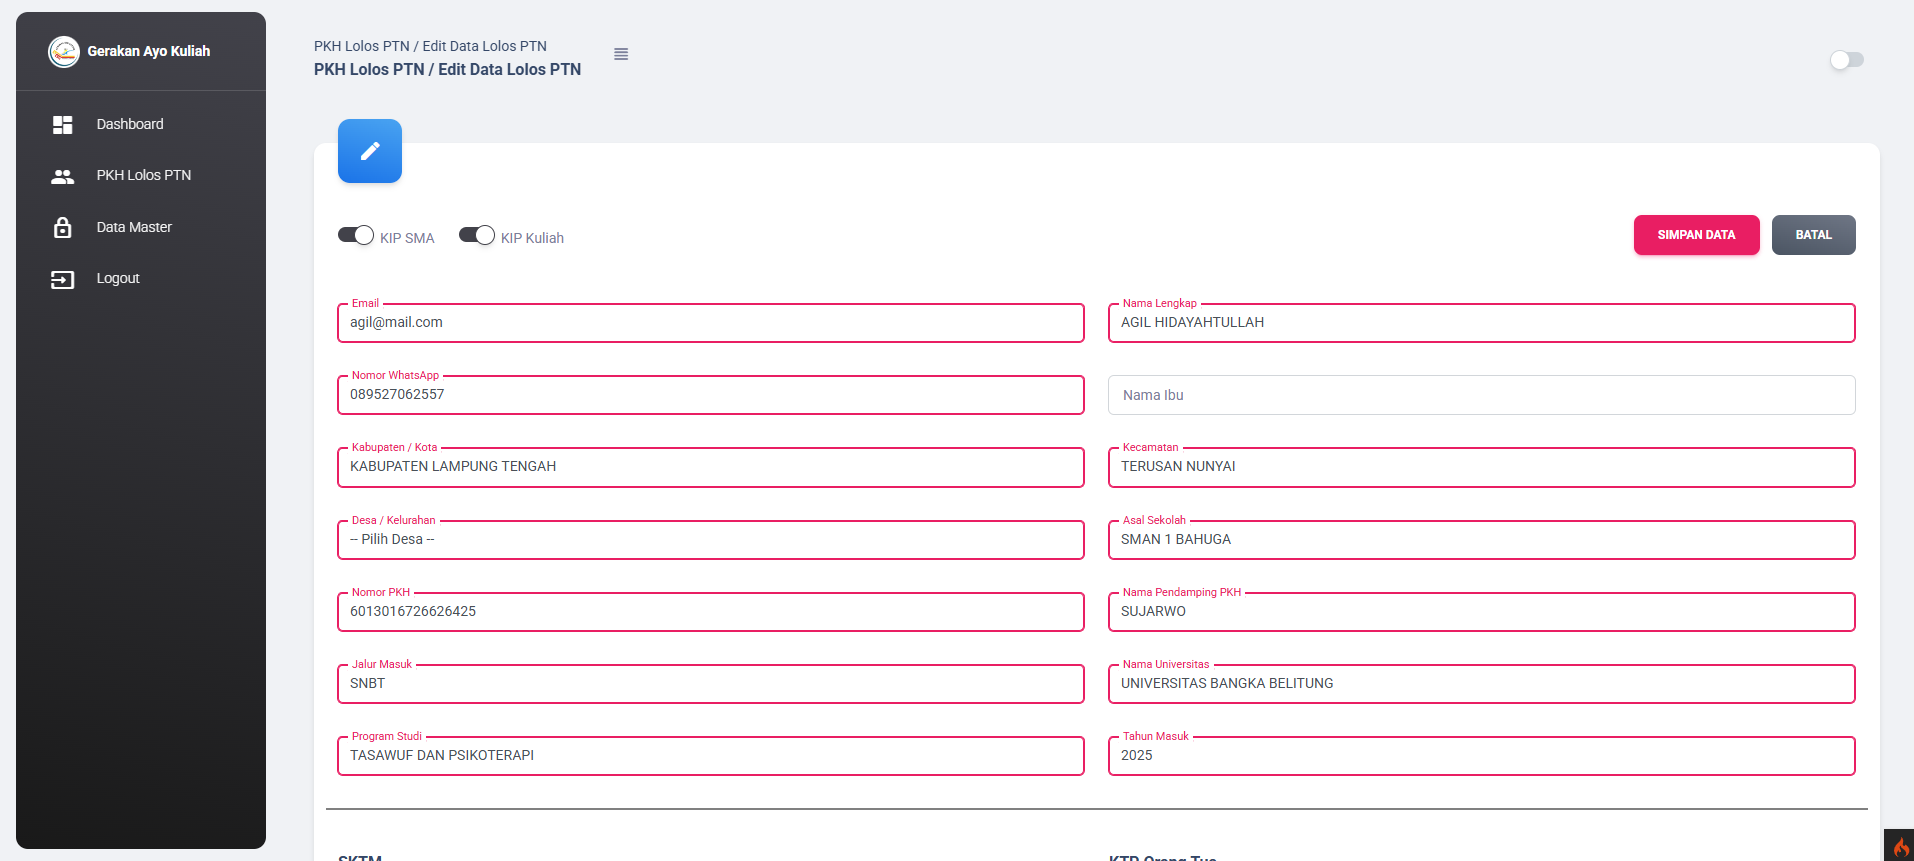 Gerakan Ayo Kuliah
Dashboard
PKH Lolos PTN
Data Master
Logout
PKH Lolos PTN / Edit Data Lolos PTN
PKH Lolos PTN / Edit Data Lolos PTN
KIP SMA KIP Kuliah SIMPAN DATA BATAL
Email
agil@mail.com
Nama Lengkap
AGIL HIDAYAHTULLAH
Nomor WhatsApp
089527062557
Nama Ibu
Kabupaten / Kota
KABUPATEN LAMPUNG TENGAH
Kecamatan
TERUSAN NUNYAI
Desa / Kelurahan
-- Pilih Desa --
Asal Sekolah
SMAN 1 BAHUGA
Nomor PKH
6013016726626425
Nama Pendamping PKH
SUJARWO
Jalur Masuk
SNBT
Nama Universitas
UNIVERSITAS BANGKA BELITUNG
Program Studi
TASAWUF DAN PSIKOTERAPI
Tahun Masuk
2025
SKTM
KTP Orang Tua